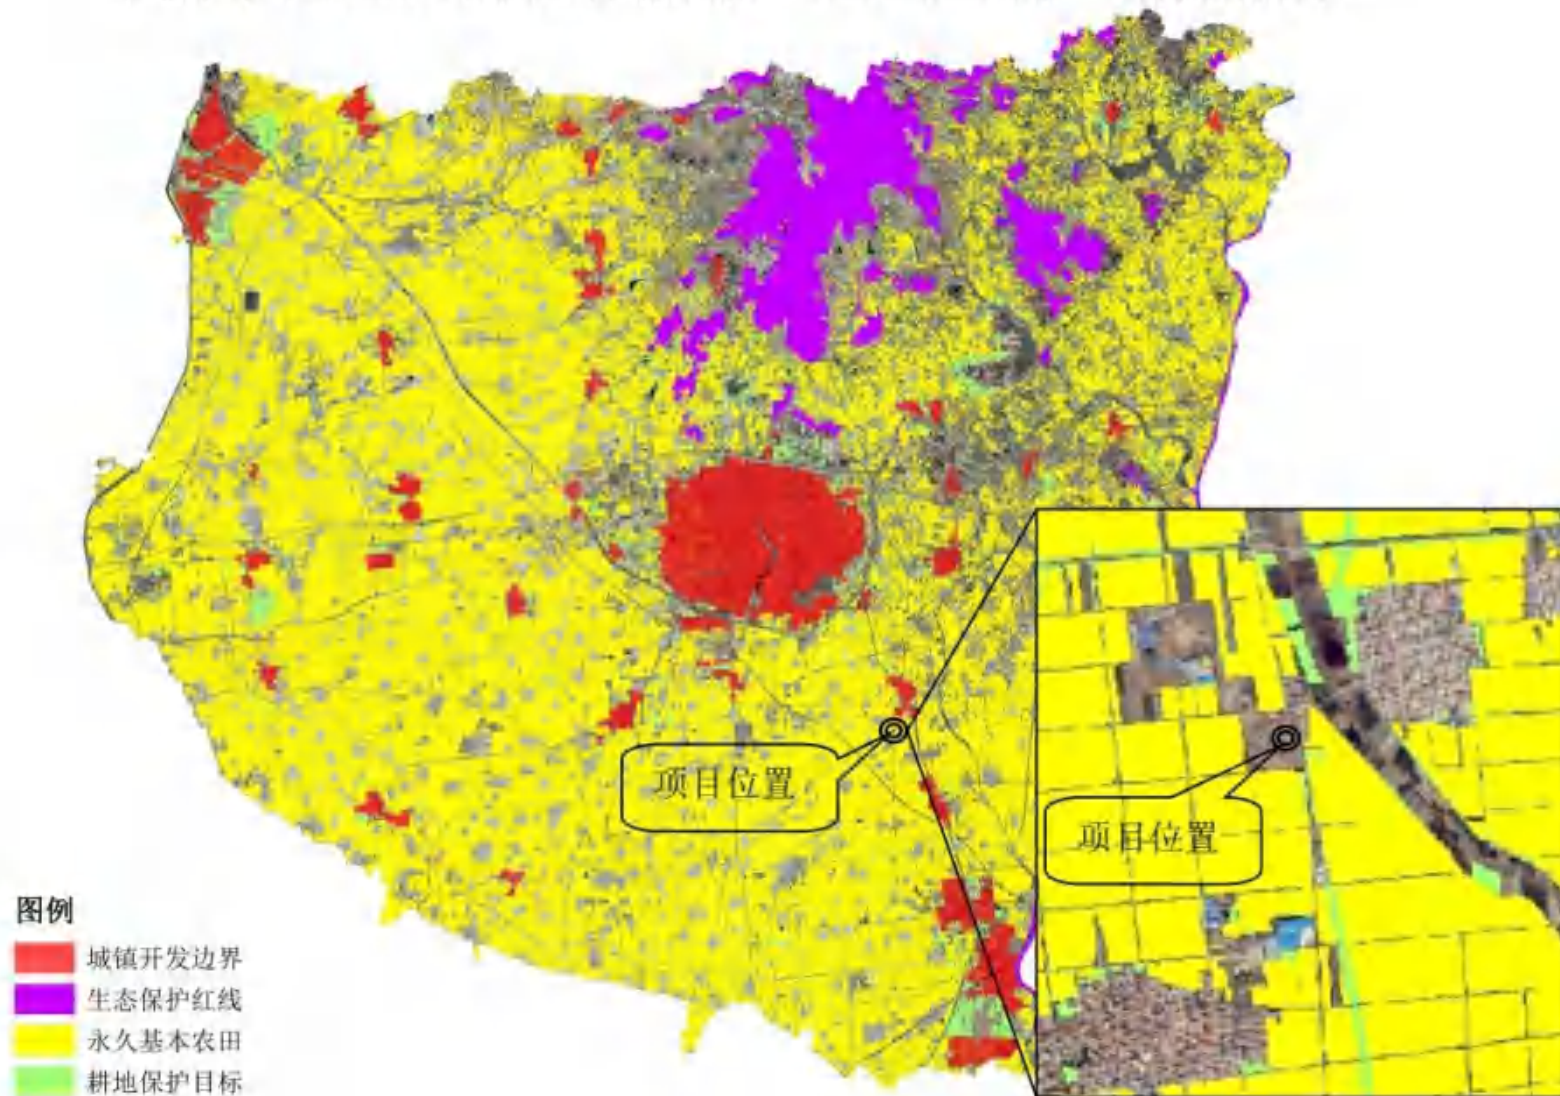 项目位置
项目位置
图例
城镇开发边界
生态保护红线
永久基本农田
耕地保护目标